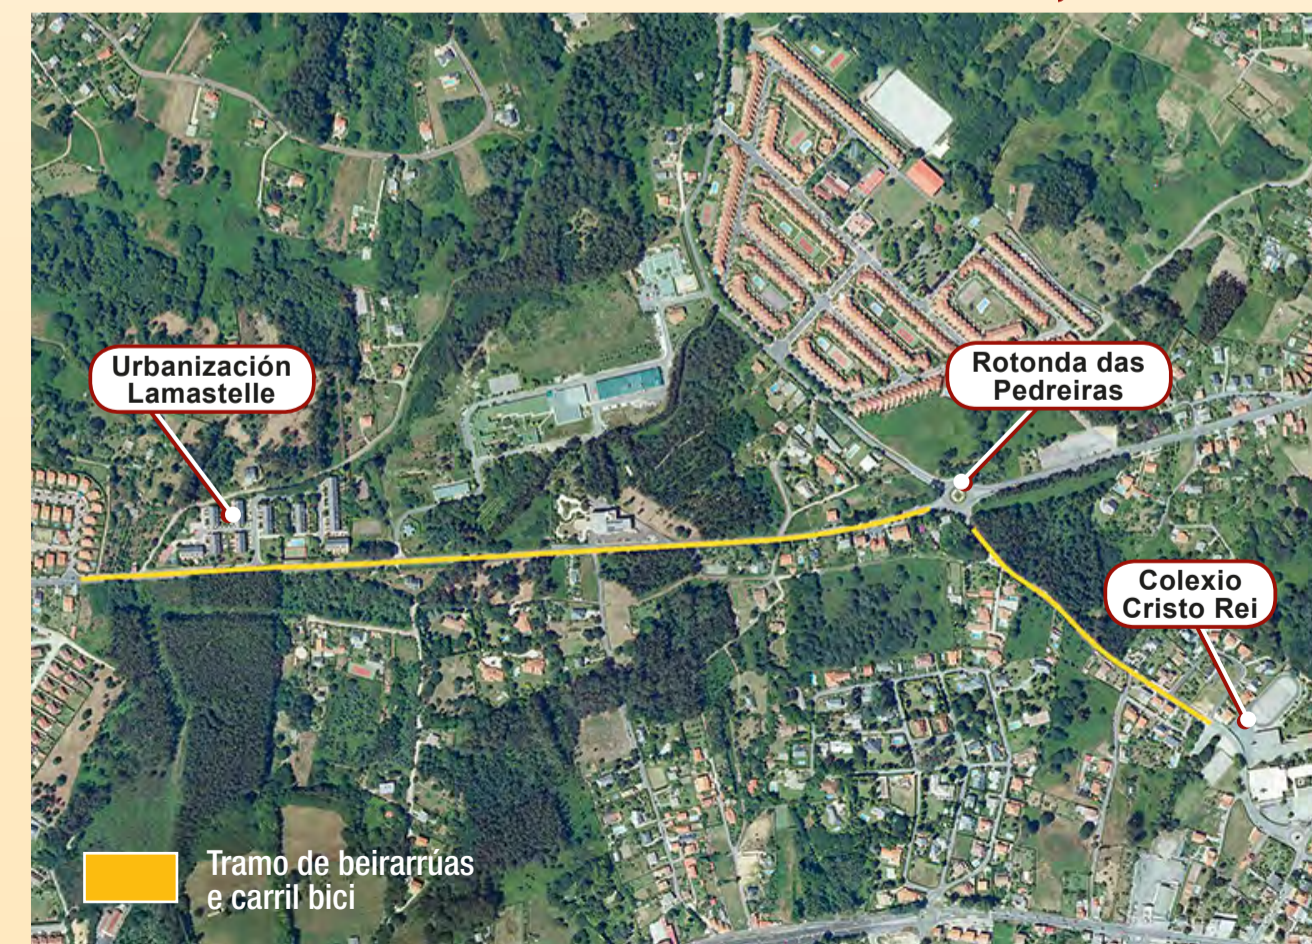 Urbanización
Lamastelle
Rotonda das
Pedreiras
Colexio
Cristo Rei
Tramo de beirarrúas
e carril bici